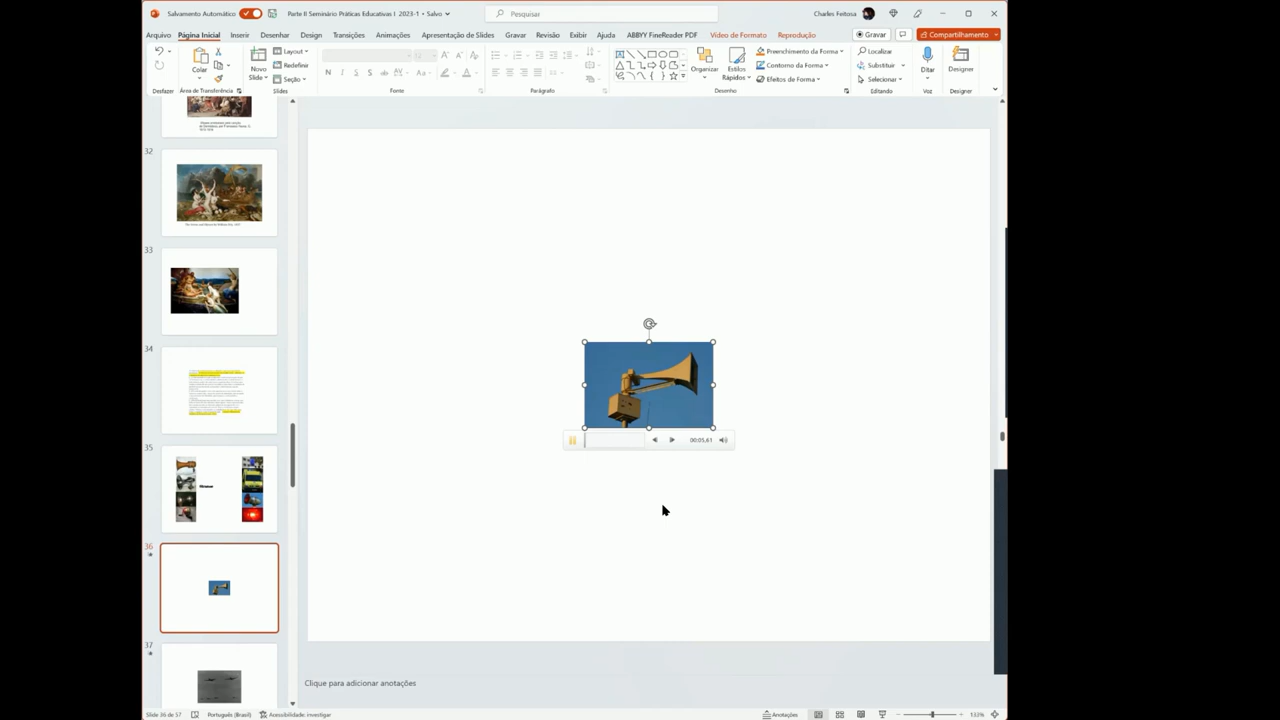 Salvamento Automático
Parte II Seminário Práticas Educativas I 2023-1 • Salvo
Pesquisar
Charles Feitosa
Arquivo
Página Inicial
Inserir
Desenhar
Design
Transições
Animações
Apresentação de Slides
Gravar
Revisão
Exibir
Ajuda
ABBYY FineReader PDF
Vídeo de Formato
Reprodução
Gravar
Compartilhamento
Colar
Novo
Slide
Layout
Redefinir
Seção
N I S S ab
Aa
Organizar
Estilos
Rápidos
Preenchimento da Forma
Contorno da Forma
Efeitos de Forma
Localizar
Substituir
Selecionar
Ditar
Designer
Desfazer
Área de Transferência
Slides
Fonte
Parágrafo
Desenho
Editando
Voz
Designer
32
33
34
35
36
37
00:05,61
Clique para adicionar anotações
Slide 36 de 57
Português (Brasil)
Acessibilidade: investigar
Anotações
133%